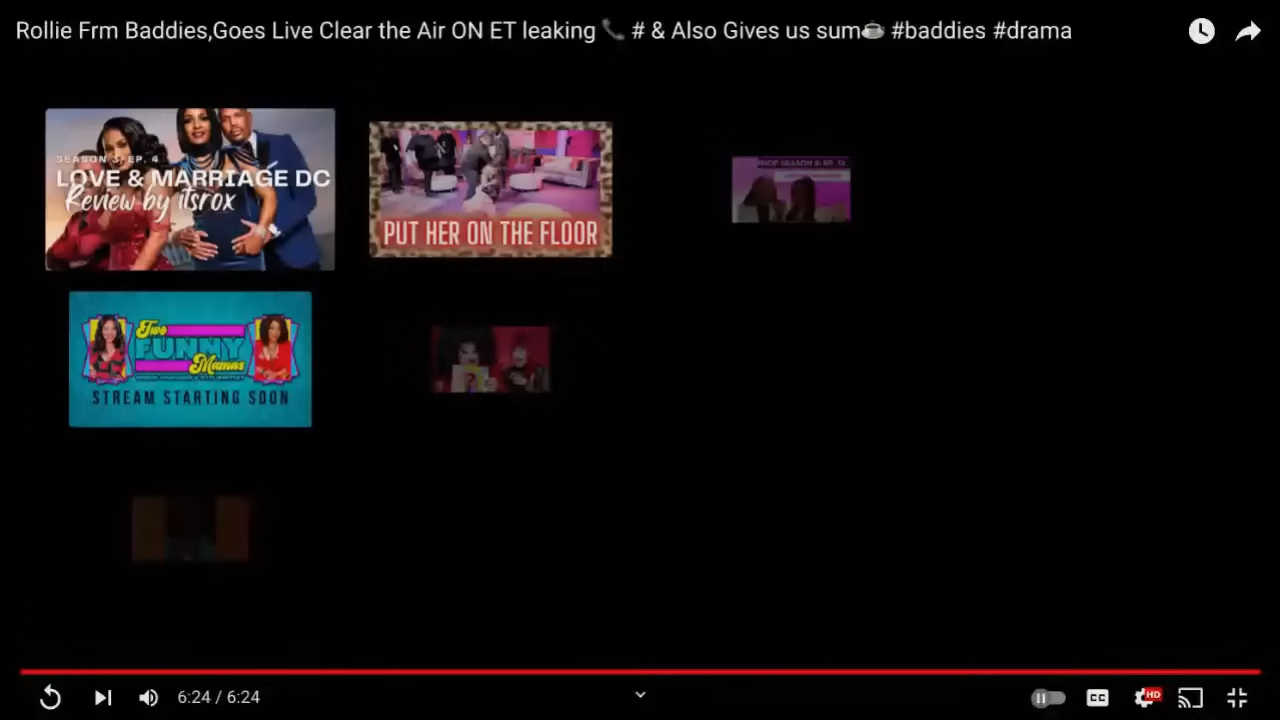 Rollie Frm Baddies,Goes Live Clear the Air ON ET leaking 📞 # & Also Gives us sum☕ #baddies #drama
SEASON 3, EP. 4
LOVE & MARRIAGE DC
Review by itsrox
PUT HER ON THE FLOOR
Two
FUNNY
Mamas
STREAM STARTING SOON
6:24 / 6:24
CC
HD